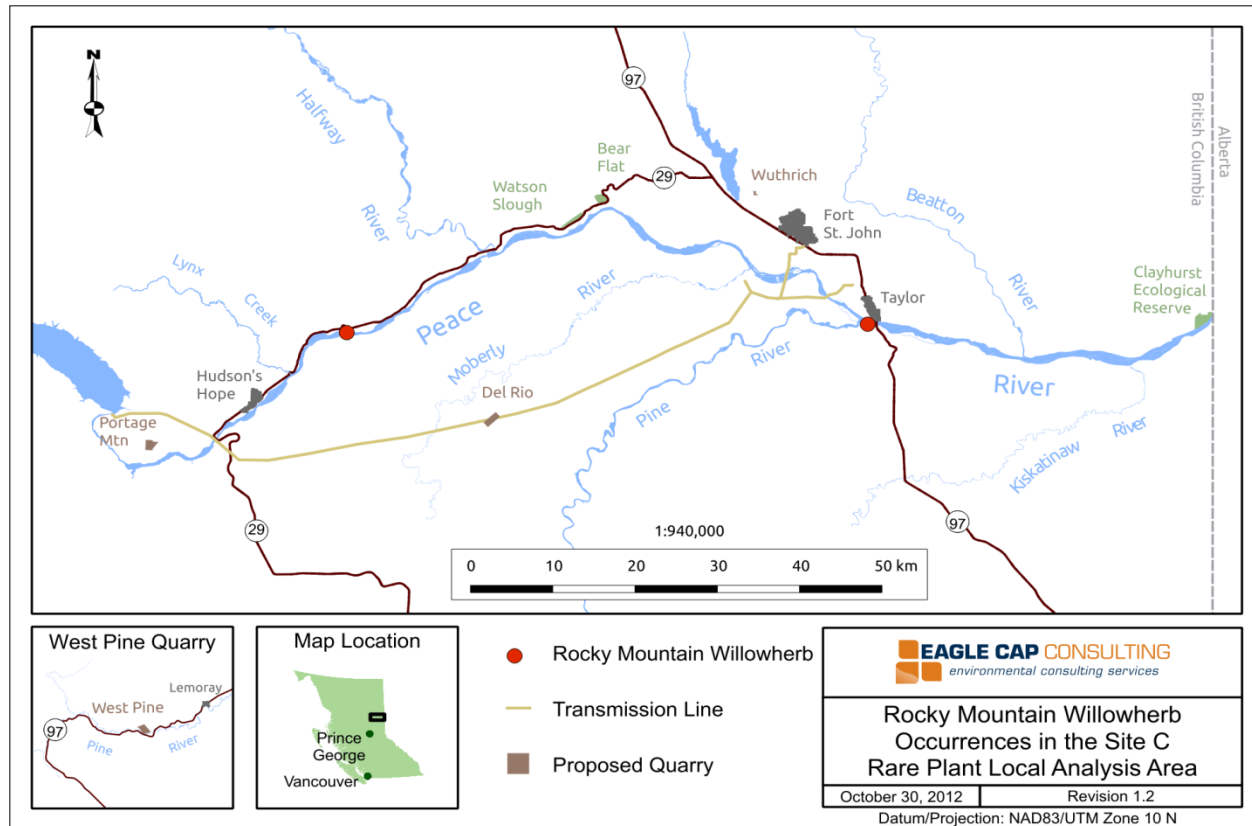 N
97
Halfway
River
Bear
Flat
29
Wuthrich
Watson
Slough
Fort
St. John
Beatton
River
British Columbia
Alberta
Lynx
Creek
Peace
River
Moberly
River
Taylor
Clayhurst
Ecological
Reserve
River
Hudson's
Hope
Del Rio
Pine
River
Portage
Mtn
Kiskatinaw
River
29
97
1:940,000
0 10 20 30 40 50 km
West Pine Quarry
Lemoray
West Pine
97
Pine
River
Map Location
Prince
George
Vancouver
Rocky Mountain Willowherb
Transmission Line
Proposed Quarry
EAGLE CAP CONSULTING
environmental consulting services
Rocky Mountain Willowherb
Occurrences in the Site C
Rare Plant Local Analysis Area
October 30, 2012 Revision 1.2
Datum/Projection: NAD83/UTM Zone 10 N